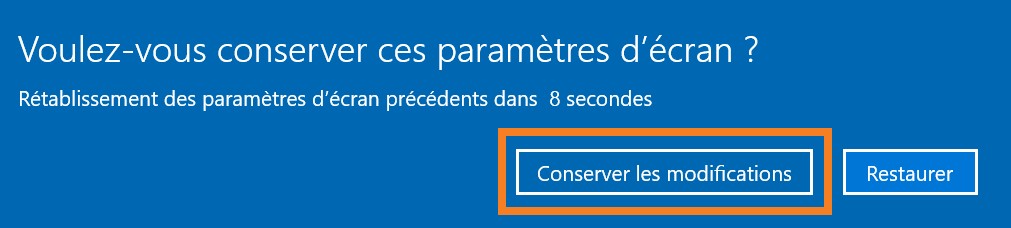 Voulez-vous conserver ces paramètres d’écran ?
Rétablissement des paramètres d’écran précédents dans 8 secondes
Conserver les modifications
Restaurer